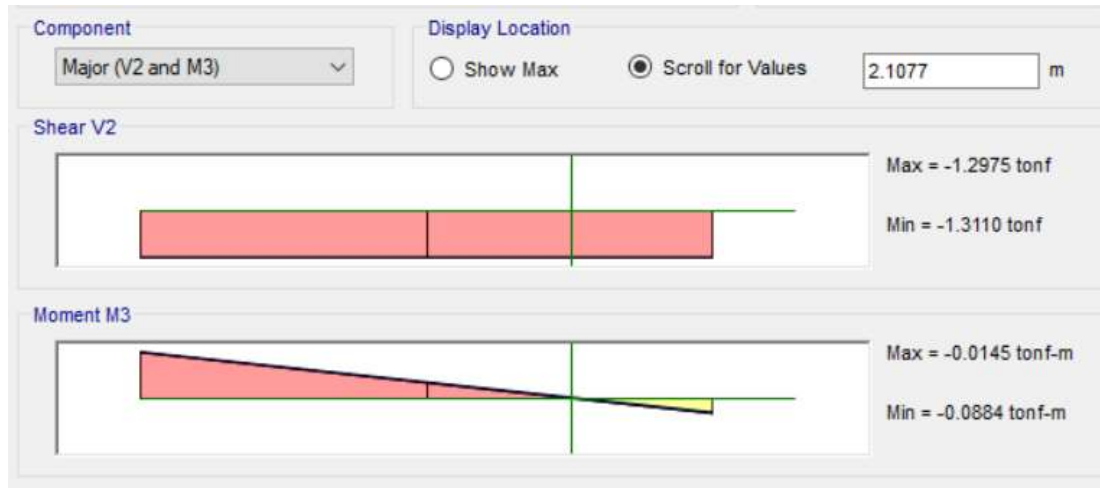 Component
Display Location
Major (V2 and M3)
Show Max
Scroll for Values
2.1077
m
Shear V2
Max = -1.2975 tonf
Min = -1.3110 tonf
Moment M3
Max = -0.0145 tonf-m
Min = -0.0884 tonf-m